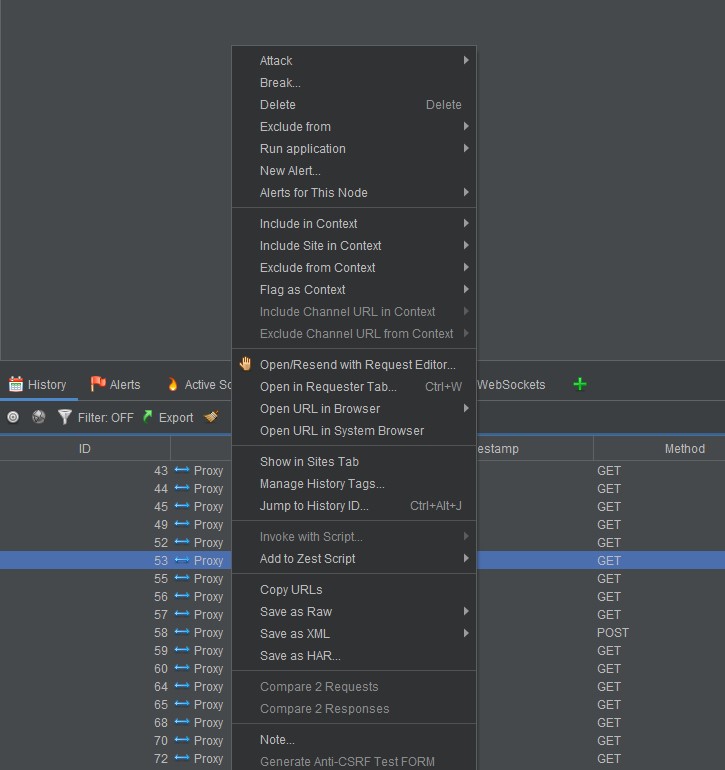 Attack
Break...
Delete Delete
Exclude from
Run application
New Alert...
Alerts for This Node
Include in Context
Include Site in Context
Exclude from Context
Flag as Context
Include Channel URL in Context
Exclude Channel URL from Context
Open/Resend with Request Editor...
Open in Requester Tab... Ctrl+W
Open URL in Browser
Open URL in System Browser
Show in Sites Tab
Manage History Tags...
Jump to History ID... Ctrl+Alt+J
Invoke with Script...
Add to Zest Script
Copy URLs
Save as Raw
Save as XML
Save as HAR...
Compare 2 Requests
Compare 2 Responses
Note...
Generate Anti-CSRF Test FORM
History Alerts Active Sc WebSockets
Filter: OFF Export
ID estamp Method
43 Proxy GET
44 Proxy GET
45 Proxy GET
49 Proxy GET
52 Proxy GET
53 Proxy GET
55 Proxy GET
56 Proxy GET
57 Proxy GET
58 Proxy POST
59 Proxy GET
60 Proxy GET
64 Proxy GET
65 Proxy GET
68 Proxy GET
70 Proxy GET
72 Proxy GET